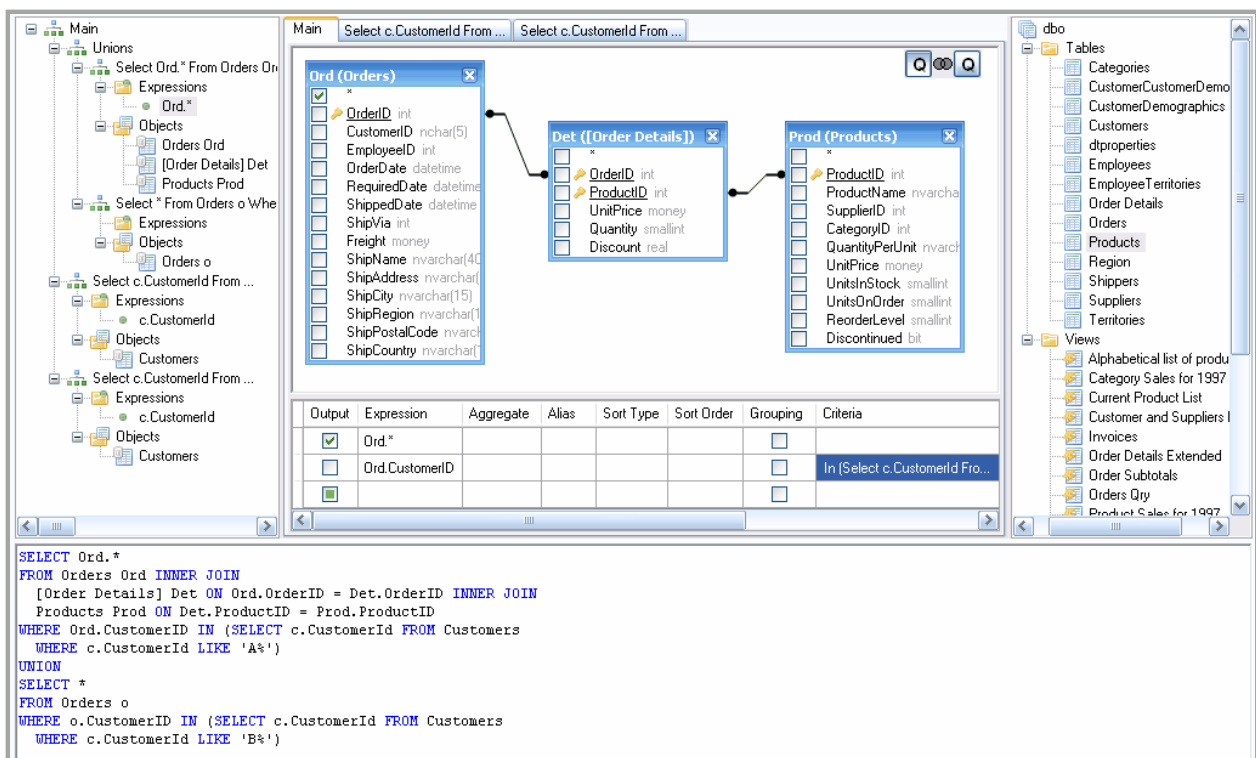 Main
Unions
Select Ord.* From Orders Or
Expressions
Ord.*
Objects
Orders Ord
[Order Details] Det
Products Prod
Select * From Orders o Whe
Expressions
Objects
Orders o
Select c.CustomerId From ...
Expressions
c.CustomerId
Objects
Customers
Select c.CustomerId From ...
Expressions
c.CustomerId
Objects
Customers
Main Select c.CustomerId From ... Select c.CustomerId From ...
Q Q
Ord (Orders)
*
OrderID int
CustomerID nchar(5)
EmployeeID int
OrderDate datetime
RequiredDate datetime
ShippedDate datetime
ShipVia int
Freight money
ShipName nvarchar(40
ShipAddress nvarchar(
ShipCity nvarchar(15)
ShipRegion nvarchar(1
ShipPostalCode nvarch
ShipCountry nvarchar(
Det ([Order Details])
*
OrderID int
ProductID int
UnitPrice money
Quantity smallint
Discount real
Prod (Products)
*
ProductID int
ProductName nvarcha
SupplierID int
CategoryID int
QuantityPerUnit nvarch
UnitPrice money
UnitsInStock smallint
UnitsOnOrder smallint
ReorderLevel smallint
Discontinued bit
Output Expression Aggregate Alias Sort Type Sort Order Grouping Criteria
Ord.*
Ord.CustomerID In (Select c.CustomerId Fro...
dbo
Tables
Categories
CustomerCustomerDemo
CustomerDemographics
Customers
dtproperties
Employees
EmployeeTerritories
Order Details
Orders
Products
Region
Shippers
Suppliers
Territories
Views
Alphabetical list of produ
Category Sales for 1997
Current Product List
Customer and Suppliers
Invoices
Order Details Extended
Order Subtotals
Orders Qry
Product Sales for 1997
SELECT Ord.*
FROM Orders Ord INNER JOIN
[Order Details] Det ON Ord.OrderID = Det.OrderID INNER JOIN
Products Prod ON Det.ProductID = Prod.ProductID
WHERE Ord.CustomerID IN (SELECT c.CustomerId FROM Customers
WHERE c.CustomerId LIKE 'A%')
UNION
SELECT *
FROM Orders o
WHERE o.CustomerID IN (SELECT c.CustomerId FROM Customers
WHERE c.CustomerId LIKE 'B%')